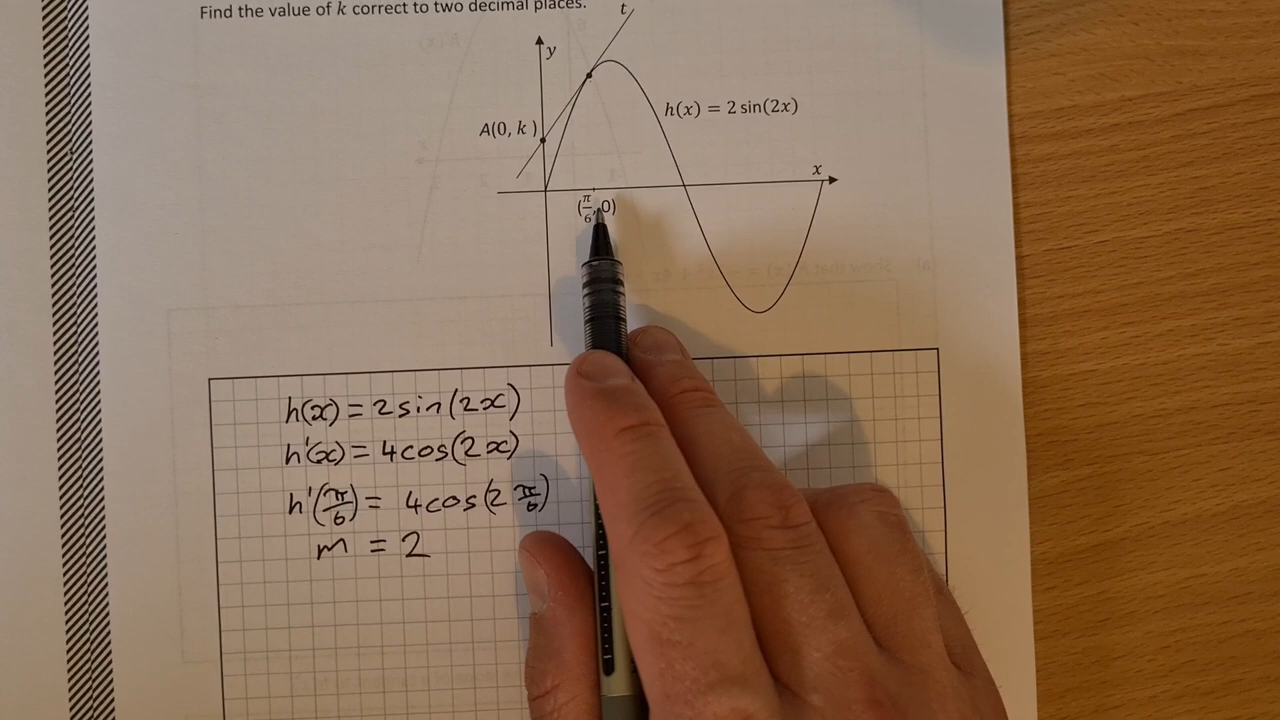 Find the value of k correct to two decimal places.
t
y
A(0, k )
h(x) = 2 sin(2x)
x
(π/6, 0)
h(x) = 2sin(2x)
h'(x) = 4cos(2x)
h'(π/6) = 4cos(2 π/6)
m = 2